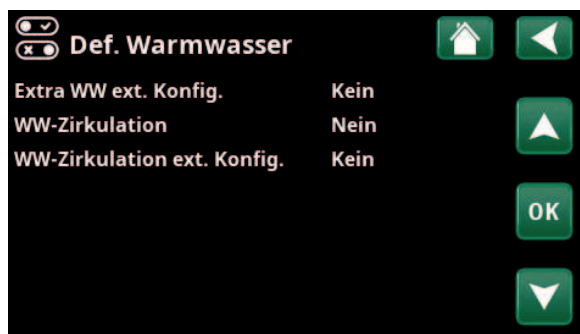 Def. Warmwasser
Extra WW ext. Konfig. Kein
WW-Zirkulation Nein
WW-Zirkulation ext. Konfig. Kein
OK